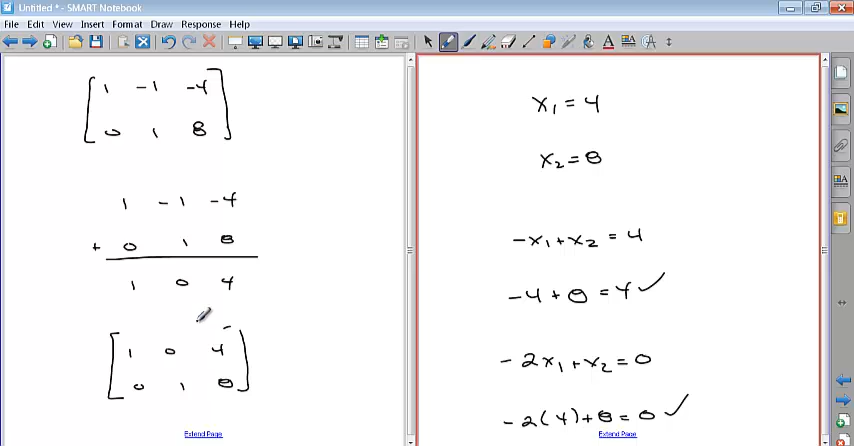 Untitled * - SMART Notebook
File Edit View Insert Format Draw Response Help
1 -1 -4
0 1 8
1 -1 -4
+ 0 1 8
1 0 4
1 0 4
0 1 8
Extend Page
x₁ = 4
x₂ = 8
-x₁+x₂ = 4
-4 + 8 = 4 ✓
-2x₁+x₂ = 0
-2(4)+8 = 0 ✓
Extend Page